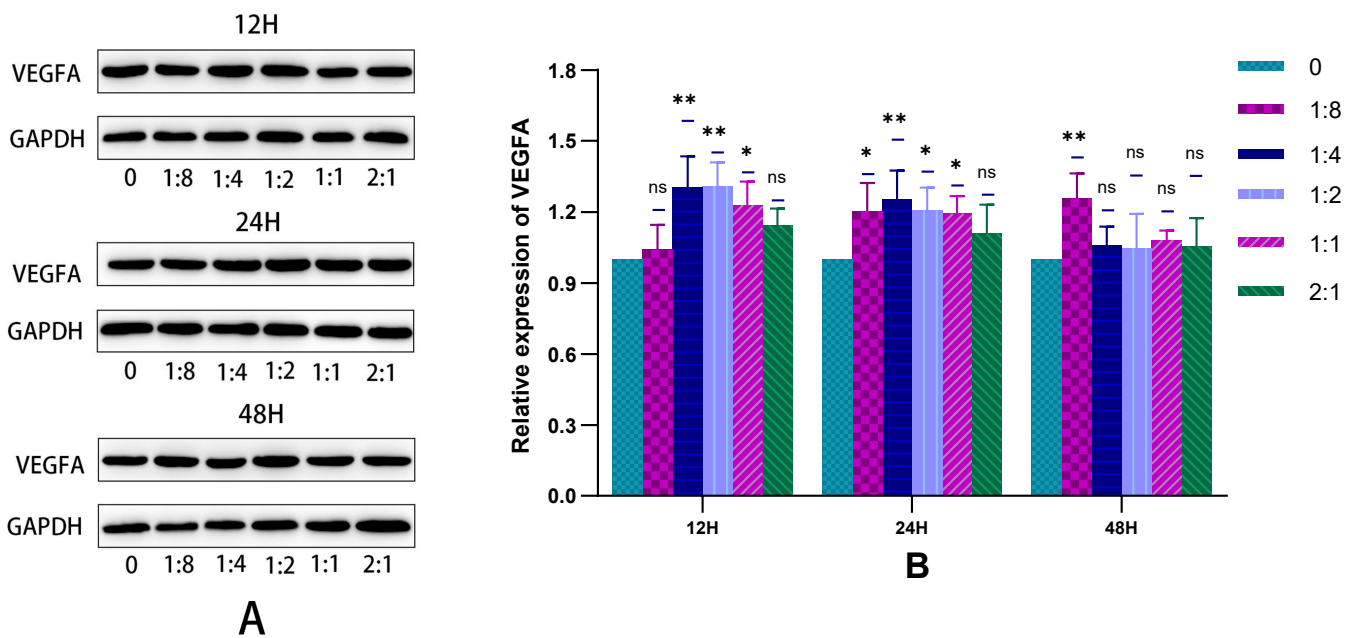 12H
VEGFA
GAPDH
0 1:8 1:4 1:2 1:1 2:1
24H
VEGFA
GAPDH
0 1:8 1:4 1:2 1:1 2:1
48H
VEGFA
GAPDH
0 1:8 1:4 1:2 1:1 2:1
A
Relative expression of VEGFA
1.8
1.5
1.2
0.9
0.6
0.3
0.0
ns ** ** * ns
* ** * * ns
** ns ns ns ns
12H 24H 48H
B
0
1:8
1:4
1:2
1:1
2:1